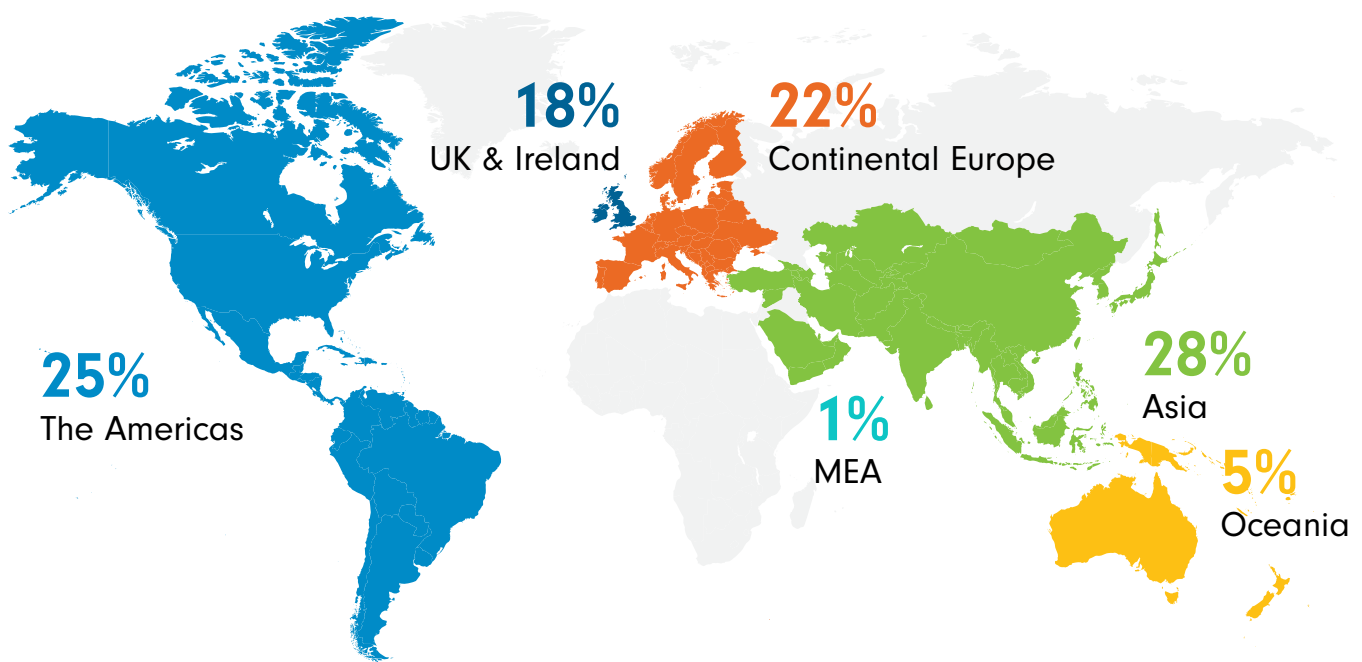 18%
UK & Ireland
22%
Continental Europe
25%
The Americas
28%
Asia
1%
MEA
5%
Oceania